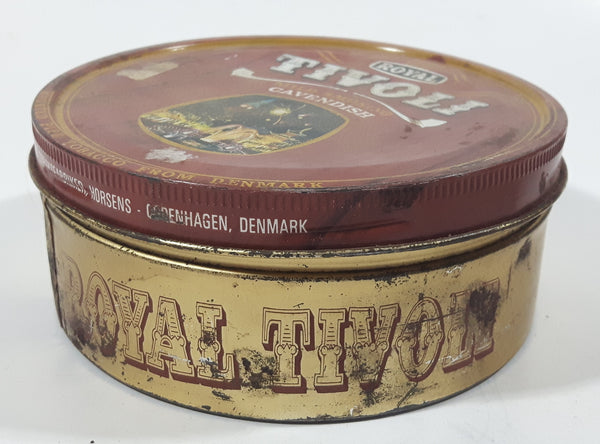 ROYAL
TIVOLI
CAVENDISH
TOBACCO FROM DENMARK
HORSENS - COPENHAGEN, DENMARK
ROYAL TIVOLI